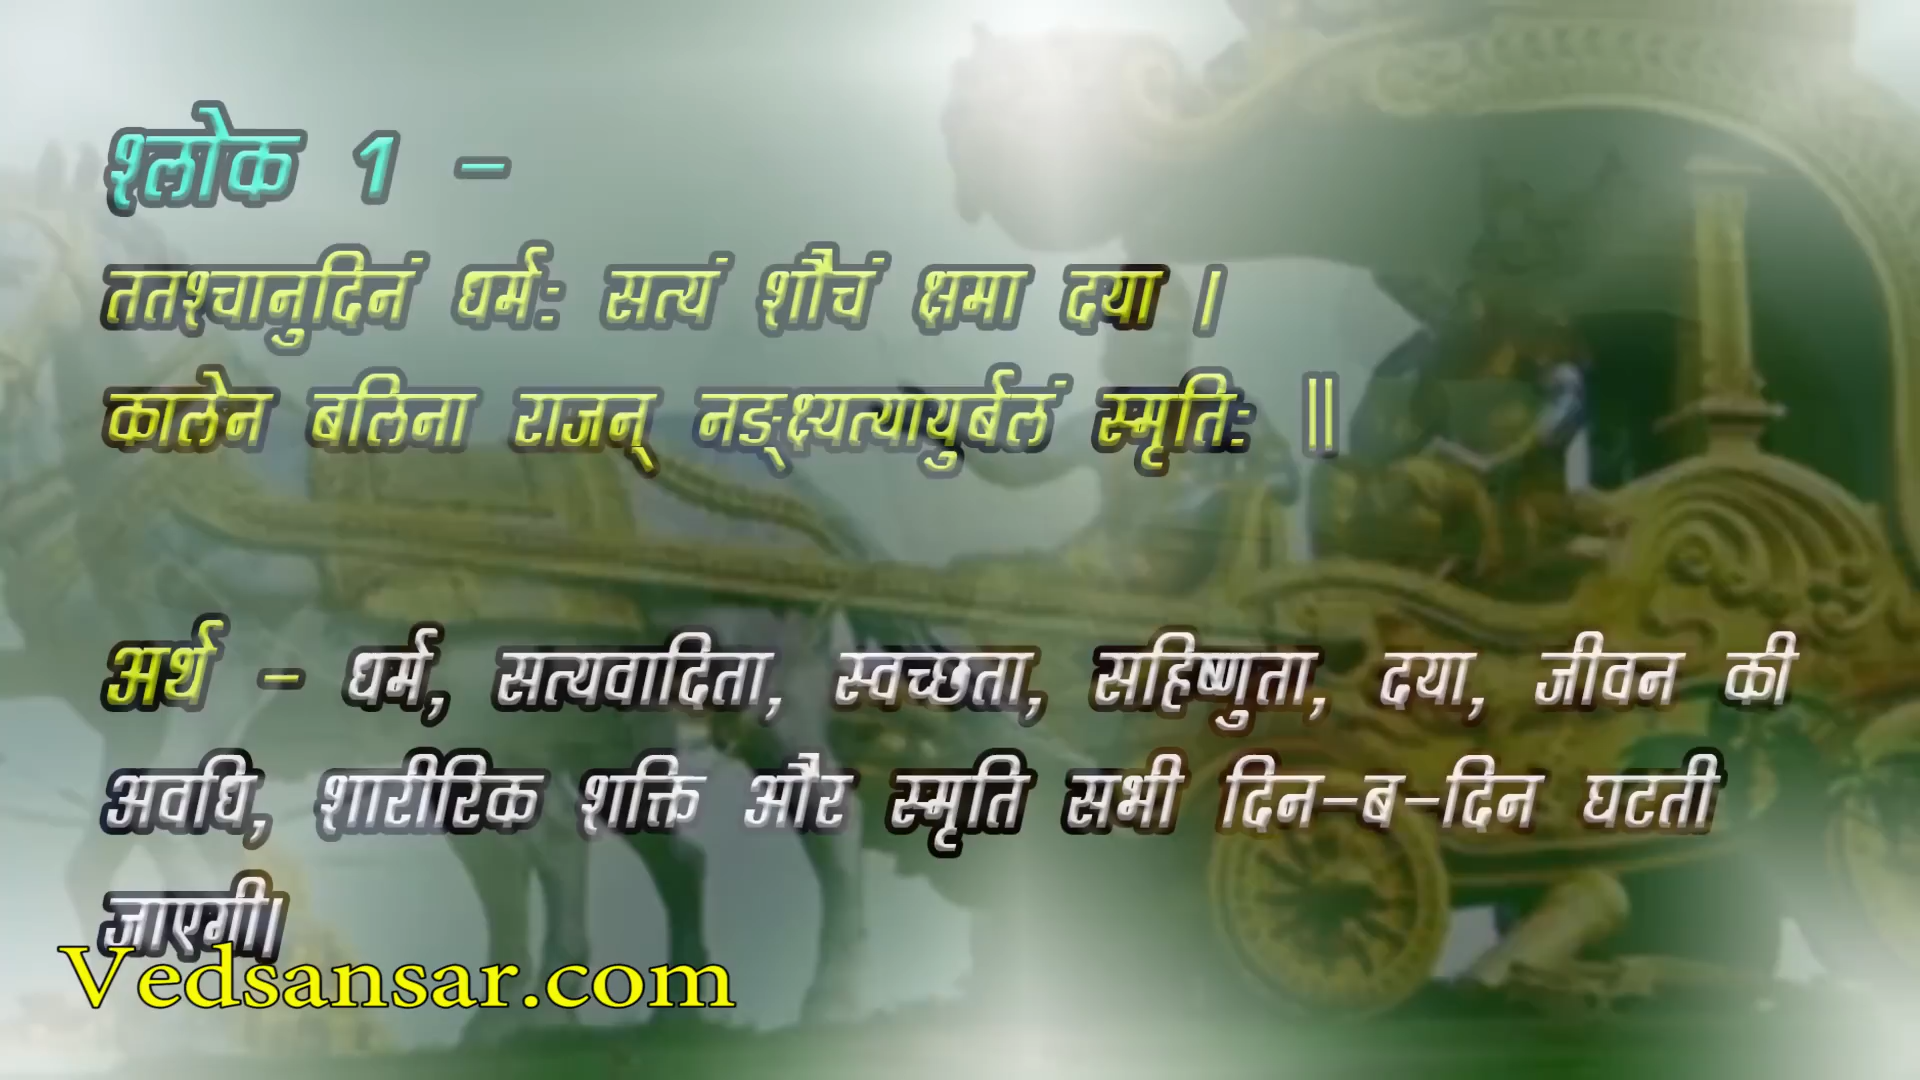 श्लोक 1 -
ततश्चानुदिनं धर्म: सत्यं शौचं क्षमा दया ।
कालेन बलिना राजन् नङ्क्ष्यत्यायुर्बलं स्मृति: ॥
अर्थ - धर्म, सत्यवादिता, स्वच्छता, सहिष्णुता, दया, जीवन की
अवधि, शारीरिक शक्ति और स्मृति सभी दिन-ब-दिन घटती
जाएगी।
Vedsansar.com